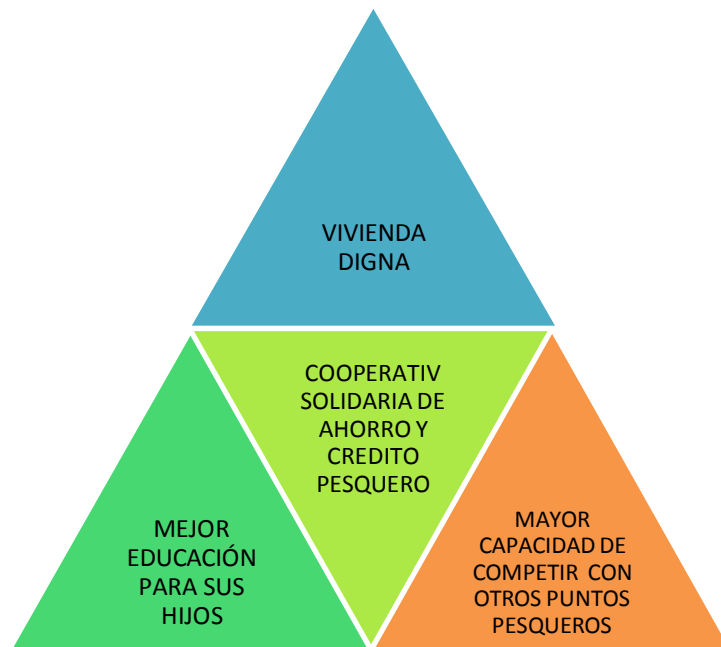 VIVIENDA
DIGNA
COOPERATIV
SOLIDARIA DE
AHORRO Y
CREDITO
PESQUERO
MEJOR
EDUCACIÓN
PARA SUS
HIJOS
MAYOR
CAPACIDAD DE
COMPETIR CON
OTROS PUNTOS
PESQUEROS